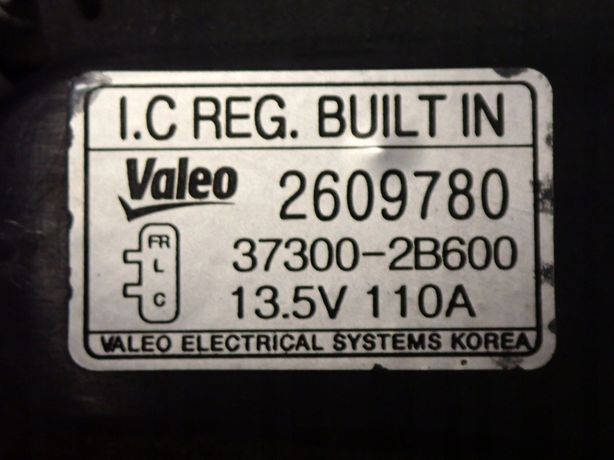 I.C REG. BUILT IN
Valeo 2609780
FR 37300-2B600
L
C 13.5V 110A
VALEO ELECTRICAL SYSTEMS KOREA